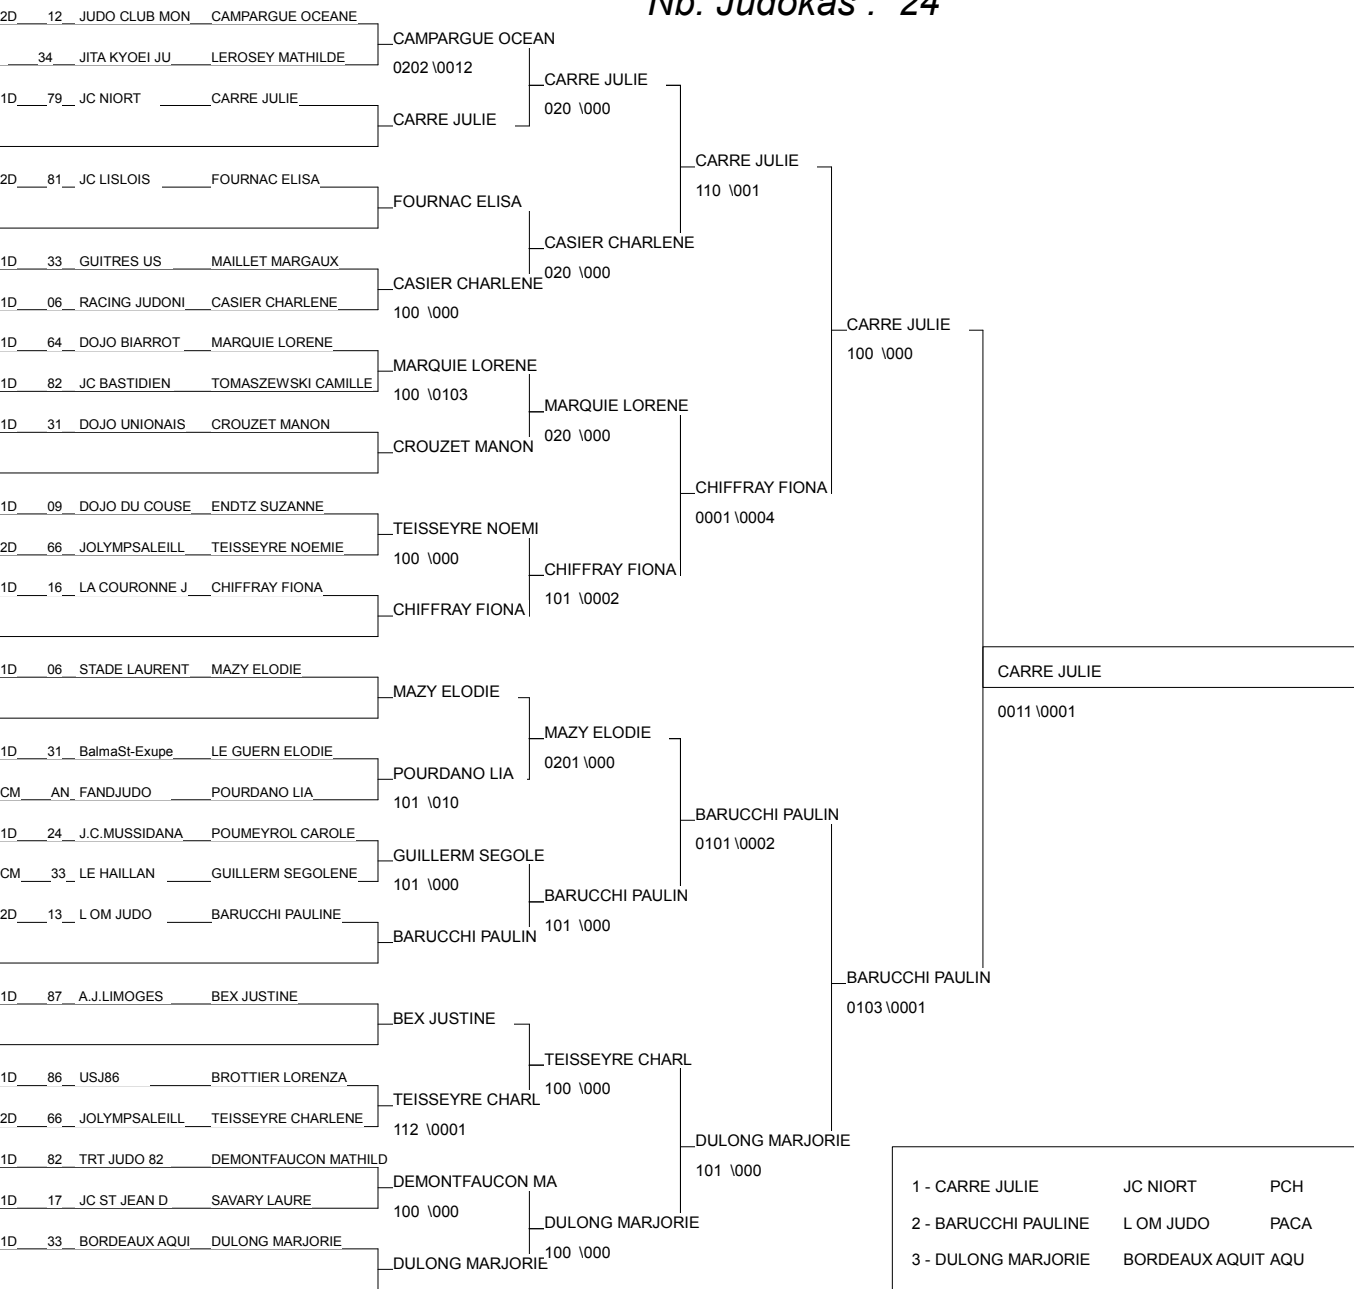 Nb. Judokas : 24
2D 12 JUDO CLUB MON CAMPARGUE OCEANE
CAMPARGUE OCEAN
34 JITA KYOEI JU LEROSEY MATHILDE
0202 \0012
CARRE JULIE
1D 79 JC NIORT CARRE JULIE
020 \000
CARRE JULIE
CARRE JULIE
110 \001
2D 81 JC LISLOIS FOURNAC ELISA
FOURNAC ELISA
CASIER CHARLENE
020 \000
1D 33 GUITRES US MAILLET MARGAUX
CASIER CHARLENE
1D 06 RACING JUDONI CASIER CHARLENE
100 \000
CARRE JULIE
100 \000
1D 64 DOJO BIARROT MARQUIE LORENE
MARQUIE LORENE
1D 82 JC BASTIDIEN TOMASZEWSKI CAMILLE
100 \0103
MARQUIE LORENE
020 \000
1D 31 DOJO UNIONAIS CROUZET MANON
CROUZET MANON
CHIFFRAY FIONA
0001 \0004
1D 09 DOJO DU COUSE ENDTZ SUZANNE
TEISSEYRE NOEMI
2D 66 JOLYMPSALEILL TEISSEYRE NOEMIE
100 \000
CHIFFRAY FIONA
101 \0002
1D 16 LA COURONNE J CHIFFRAY FIONA
CHIFFRAY FIONA
CARRE JULIE
0011 \0001
1D 06 STADE LAURENT MAZY ELODIE
MAZY ELODIE
MAZY ELODIE
0201 \000
1D 31 BalmaSt-Exupe LE GUERN ELODIE
POURDANO LIA
CM AN FANDJUDO POURDANO LIA
101 \010
BARUCCHI PAULIN
0101 \0002
1D 24 J.C.MUSSIDANA POUMEYROL CAROLE
GUILLERM SEGOLE
CM 33 LE HAILLAN GUILLERM SEGOLENE
101 \000
BARUCCHI PAULIN
101 \000
2D 13 L OM JUDO BARUCCHI PAULINE
BARUCCHI PAULIN
BARUCCHI PAULIN
0103 \0001
1D 87 A.J.LIMOGES BEX JUSTINE
BEX JUSTINE
TEISSEYRE CHARL
100 \000
1D 86 USJ86 BROTTIER LORENZA
TEISSEYRE CHARL
2D 66 JOLYMPSALEILL TEISSEYRE CHARLENE
112 \0001
DULONG MARJORIE
101 \000
1D 82 TRT JUDO 82 DEMONTFAUCON MATHILD
DEMONTFAUCON MA
1D 17 JC ST JEAN D SAVARY LAURE
100 \000
DULONG MARJORIE
100 \000
1D 33 BORDEAUX AQUI DULONG MARJORIE
DULONG MARJORIE
1 - CARRE JULIE JC NIORT PCH
2 - BARUCCHI PAULINE L OM JUDO PACA
3 - DULONG MARJORIE BORDEAUX AQUIT AQU